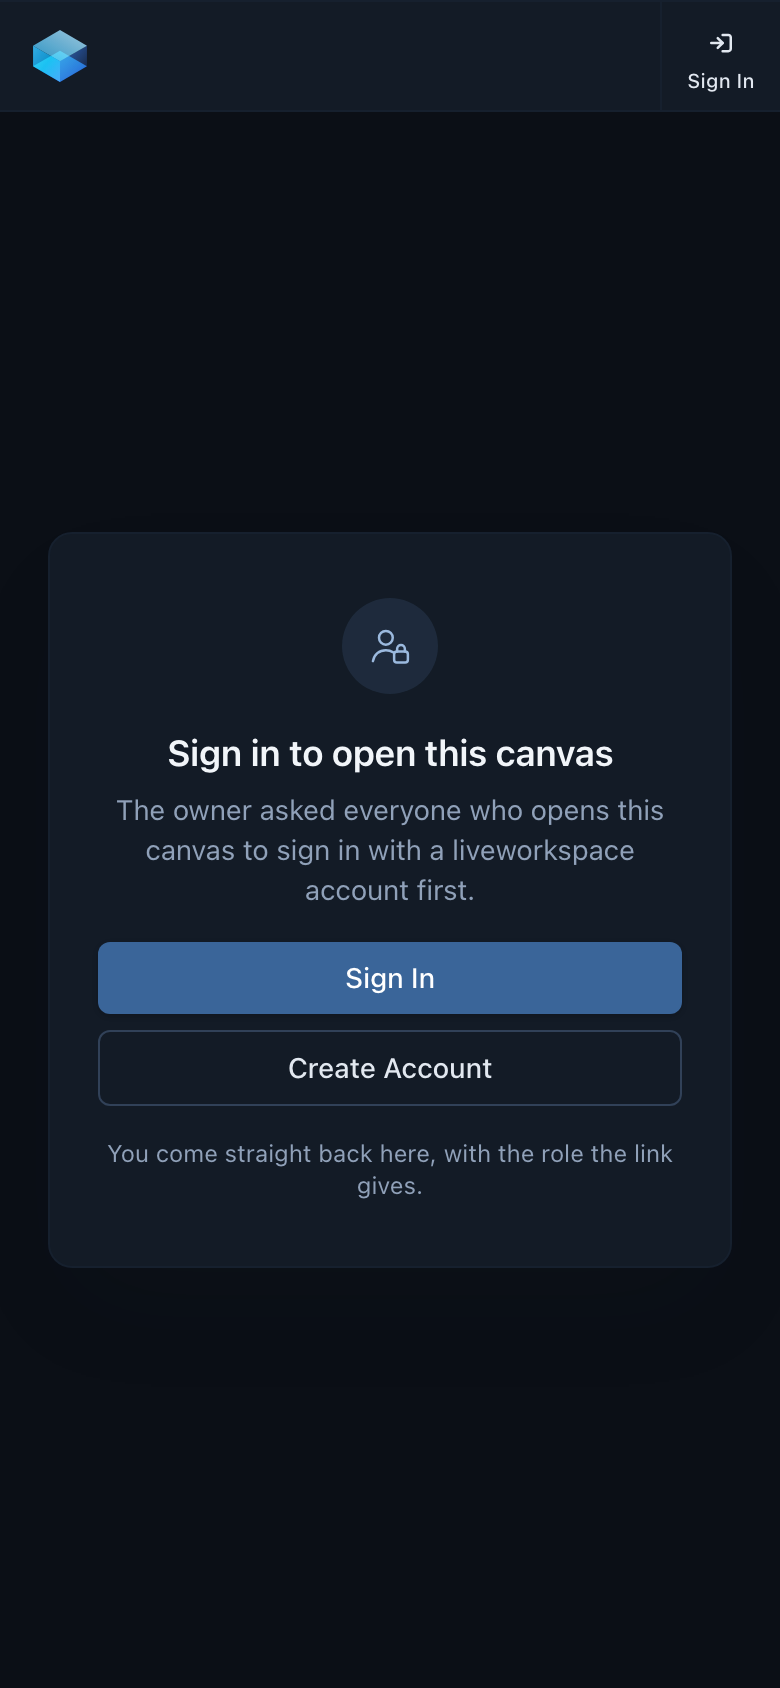 Sign In
Sign in to open this canvas
The owner asked everyone who opens this
canvas to sign in with a liveworkspace
account first.
Sign In
Create Account
You come straight back here, with the role the link
gives.